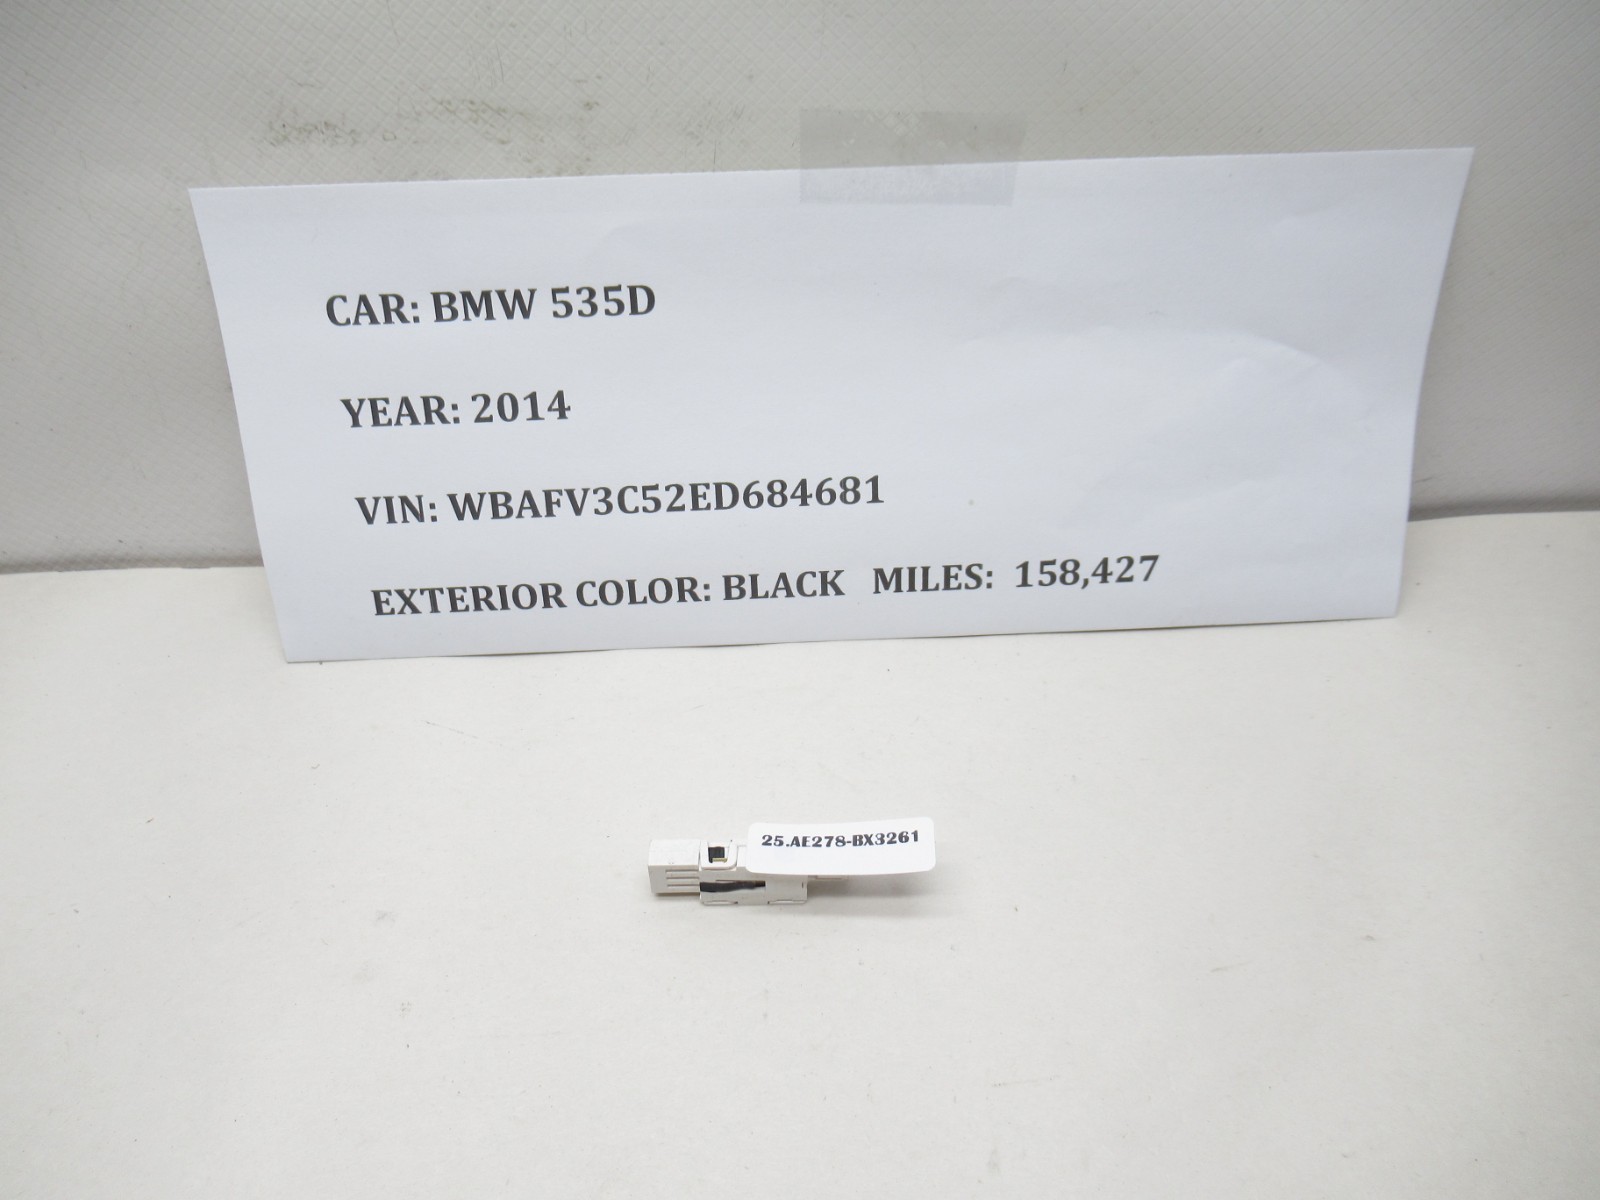 CAR: BMW 535D
YEAR: 2014
VIN: WBAFV3C52ED684681
EXTERIOR COLOR: BLACK MILES: 158,427
25.AE278-BX3261